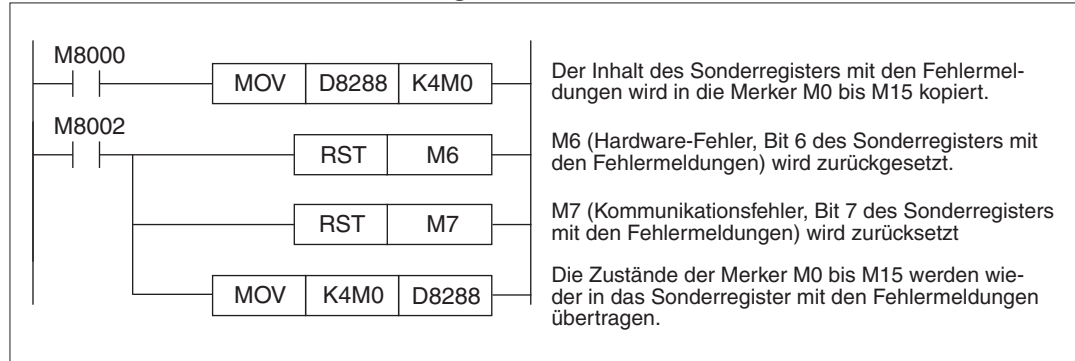 M8000
MOV D8288 K4M0
Der Inhalt des Sonderregisters mit den Fehlermel-
dungen wird in die Merker M0 bis M15 kopiert.
M8002
RST M6
M6 (Hardware-Fehler, Bit 6 des Sonderregisters mit
den Fehlermeldungen) wird zurückgesetzt.
RST M7
M7 (Kommunikationsfehler, Bit 7 des Sonderregisters
mit den Fehlermeldungen) wird zurücksetzt
MOV K4M0 D8288
Die Zustände der Merker M0 bis M15 werden wie-
der in das Sonderregister mit den Fehlermeldungen
übertragen.